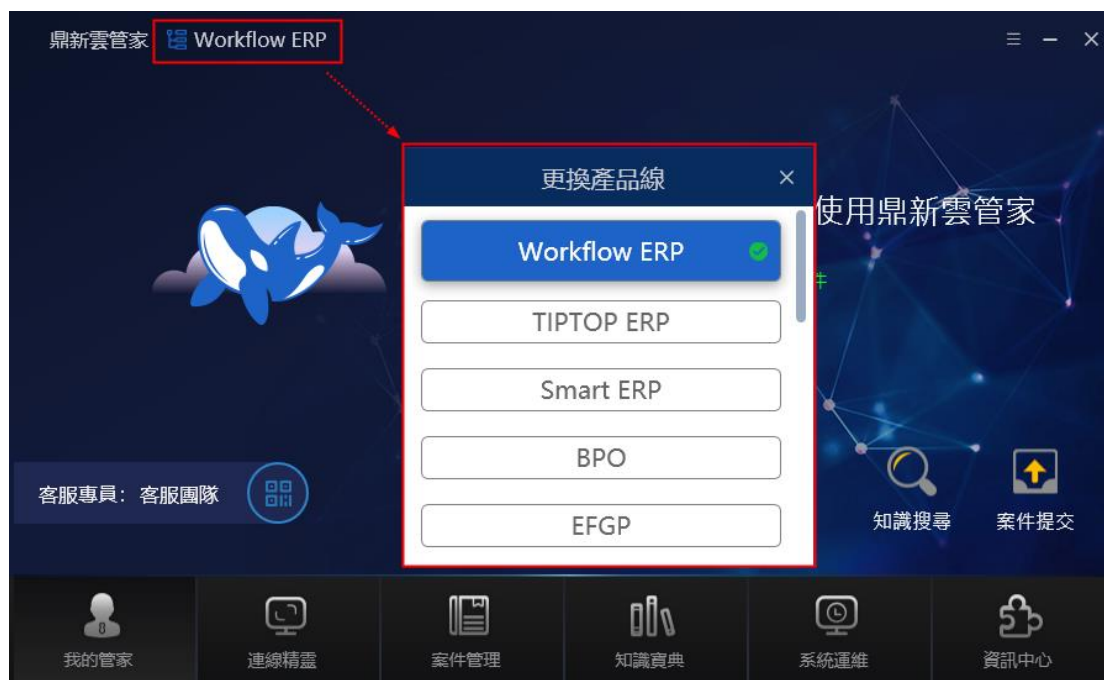 鼎新雲管家 Workflow ERP
更換產品線
使用鼎新雲管家
Workflow ERP
件
TIPTOP ERP
Smart ERP
BPO
EFGP
客服專員：客服團隊
知識搜尋
案件提交
我的管家
連線精靈
案件管理
知識寶典
系統運維
資訊中心